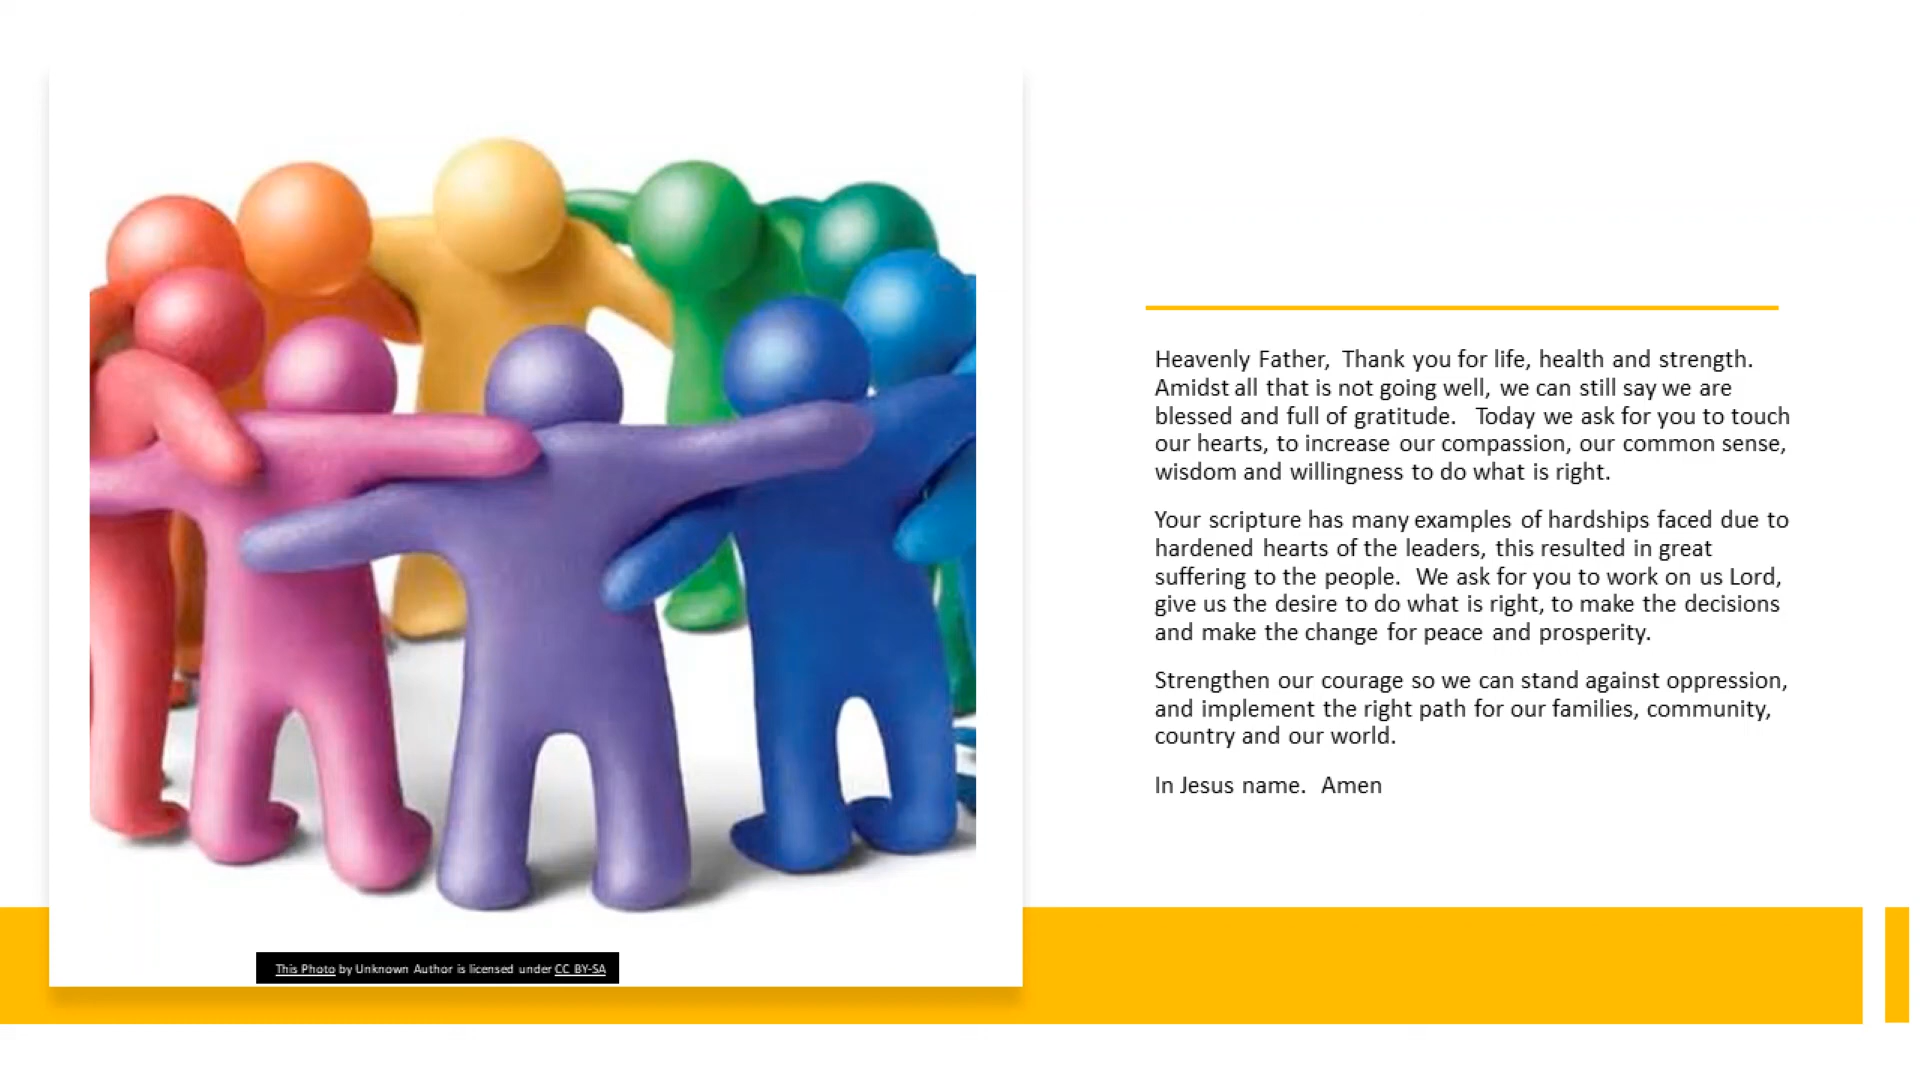 Heavenly Father, Thank you for life, health and strength.
Amidst all that is not going well, we can still say we are
blessed and full of gratitude. Today we ask for you to touch
our hearts, to increase our compassion, our common sense,
wisdom and willingness to do what is right.
Your scripture has many examples of hardships faced due to
hardened hearts of the leaders, this resulted in great
suffering to the people. We ask for you to work on us Lord,
give us the desire to do what is right, to make the decisions
and make the change for peace and prosperity.
Strengthen our courage so we can stand against oppression,
and implement the right path for our families, community,
country and our world.
In Jesus name. Amen
This Photo by Unknown Author is licensed under CC BY-SA